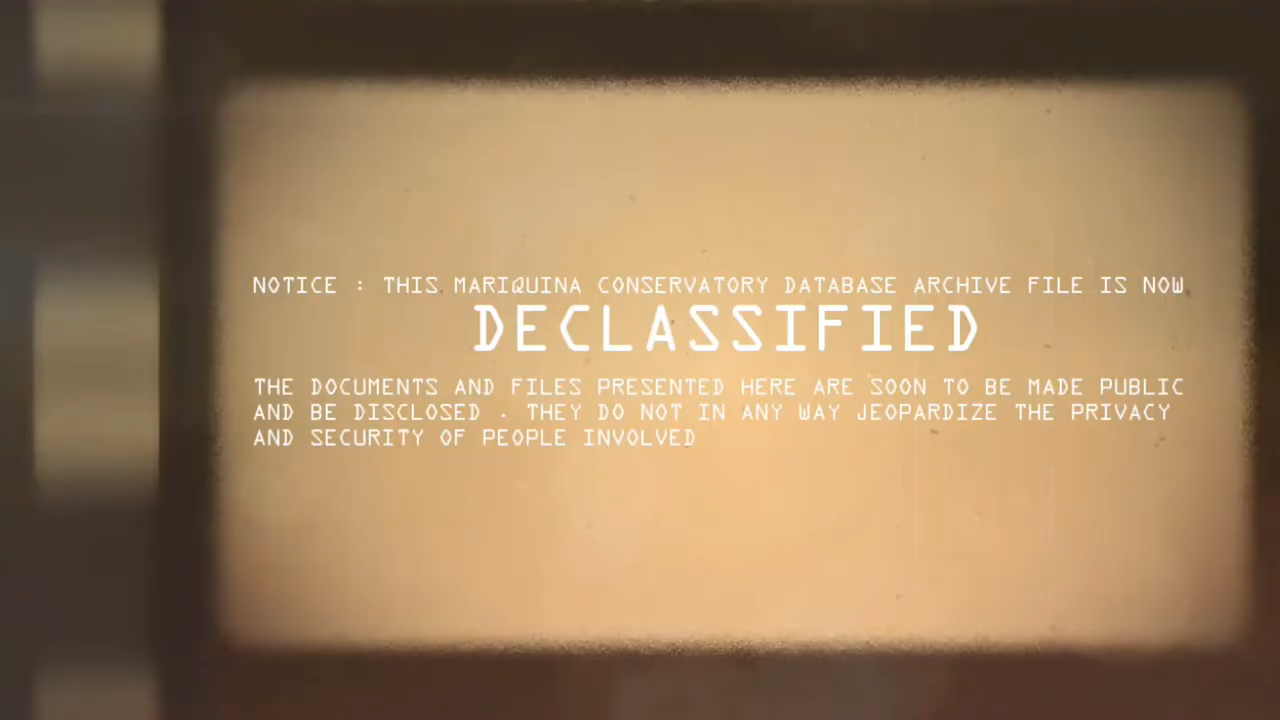 NOTICE : THIS MARIQUINA CONSERVATORY DATABASE ARCHIVE FILE IS NOW
DECLASSIFIED
THE DOCUMENTS AND FILES PRESENTED HERE ARE SOON TO BE MADE PUBLIC
AND BE DISCLOSED . THEY DO NOT IN ANY WAY JEOPARDIZE THE PRIVACY
AND SECURITY OF PEOPLE INVOLVED